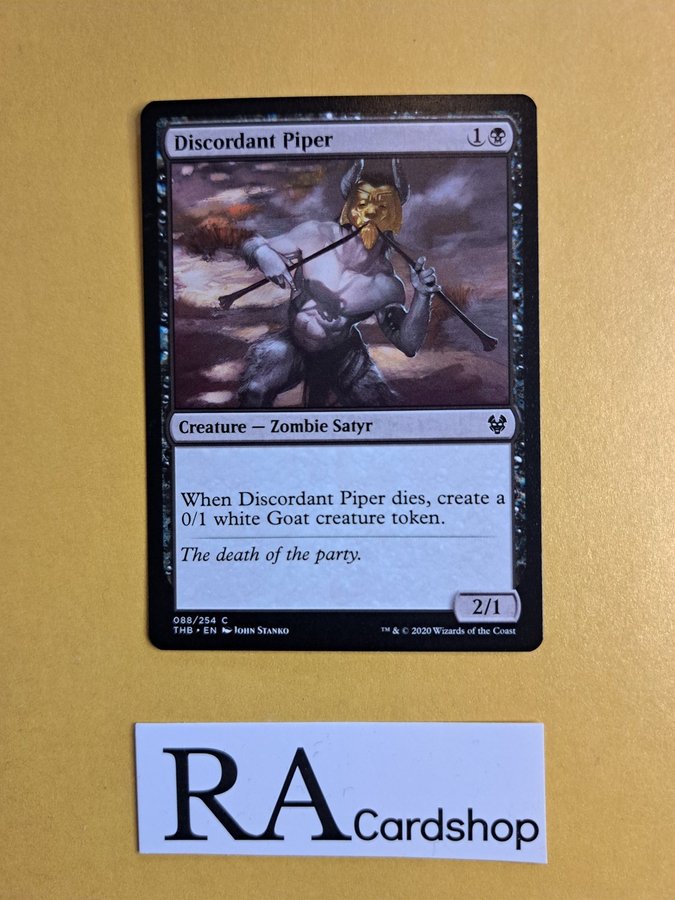 Discordant Piper 1
Creature — Zombie Satyr
When Discordant Piper dies, create a
0/1 white Goat creature token.
The death of the party.
2/1
088/254 C
THB • EN John Stanko
™ & © 2020 Wizards of the Coast
RA Cardshop